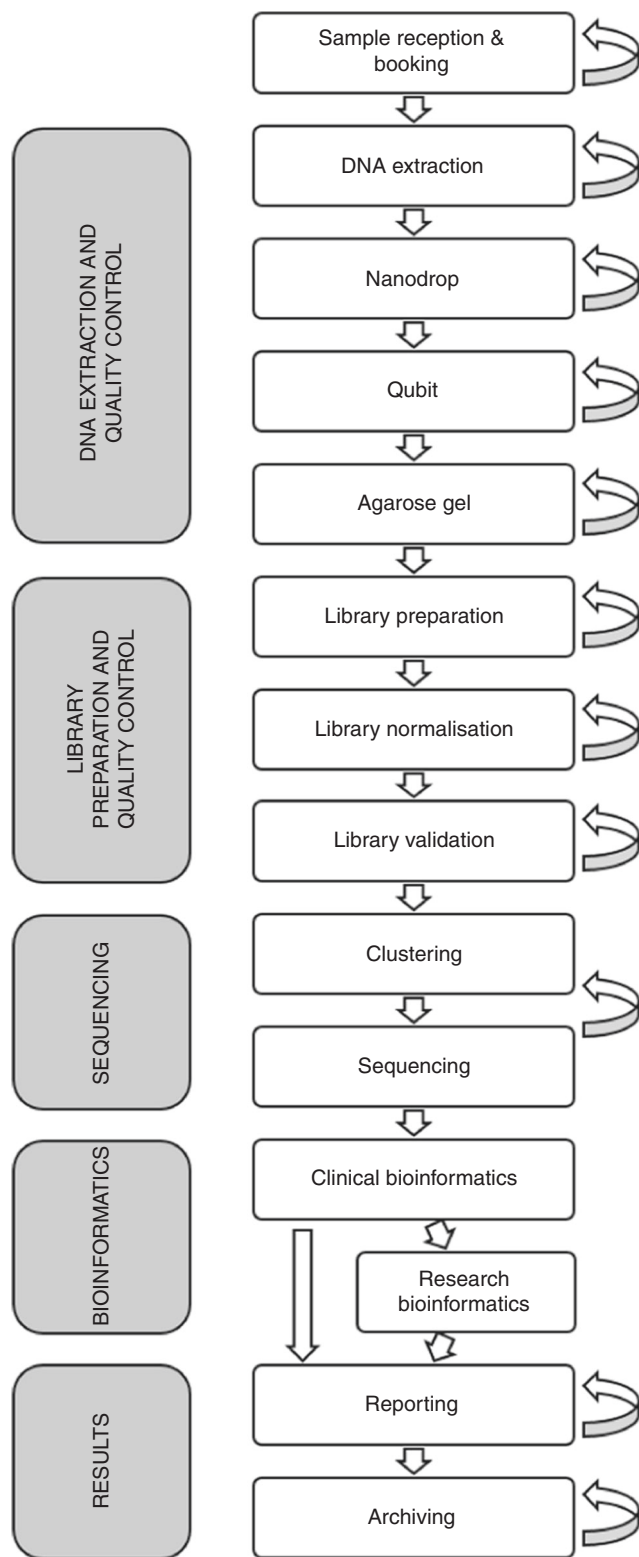 Sample reception &
booking
DNA EXTRACTION AND
QUALITY CONTROL
DNA extraction
Nanodrop
Qubit
Agarose gel
LIBRARY
PREPARATION AND
QUALITY CONTROL
Library preparation
Library normalisation
Library validation
SEQUENCING
Clustering
Sequencing
BIOINFORMATICS
Clinical bioinformatics
Research
bioinformatics
RESULTS
Reporting
Archiving